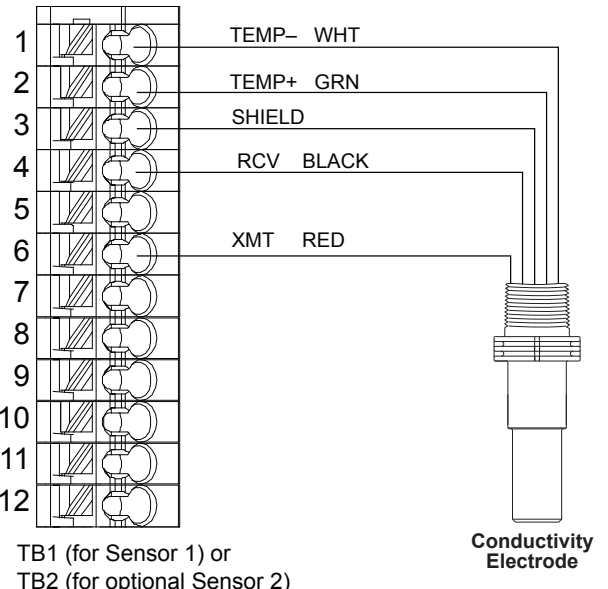 1 TEMP– WHT
2 TEMP+ GRN
3 SHIELD
4 RCV BLACK
5
6 XMT RED
7
8
9
10
11
12
TB1 (for Sensor 1) or
TB2 (for optional Sensor 2)
Conductivity
Electrode